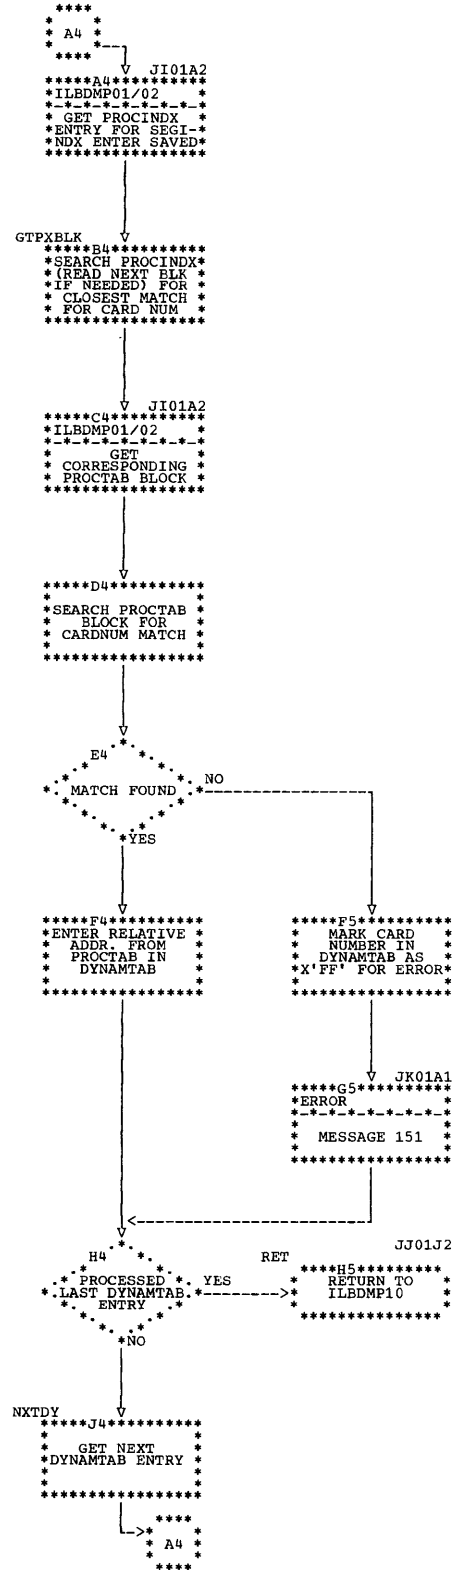 A4
JI01A2
A4
ILBDMP01/02
GET PROCINDX
ENTRY FOR SEGI-
NDX ENTER SAVED
GTPXBLK
B4
SEARCH PROCINDX
(READ NEXT BLK
IF NEEDED) FOR
CLOSEST MATCH
FOR CARD NUM
JI01A2
C4
ILBDMP01/02
GET
CORRESPONDING
PROCTAB BLOCK
D4
SEARCH PROCTAB
BLOCK FOR
CARDNUM MATCH
E4
MATCH FOUND
NO
YES
F4
ENTER RELATIVE
ADDR. FROM
PROCTAB IN
DYNAMTAB
F5
MARK CARD
NUMBER IN
DYNAMTAB AS
X'FF' FOR ERROR
JK01A1
G5
ERROR
MESSAGE 151
H4
PROCESSED
LAST DYNAMTAB
ENTRY
YES
NO
RET
JJ01J2
H5
RETURN TO
ILBDMP10
NXTDY
J4
GET NEXT
DYNAMTAB ENTRY
A4